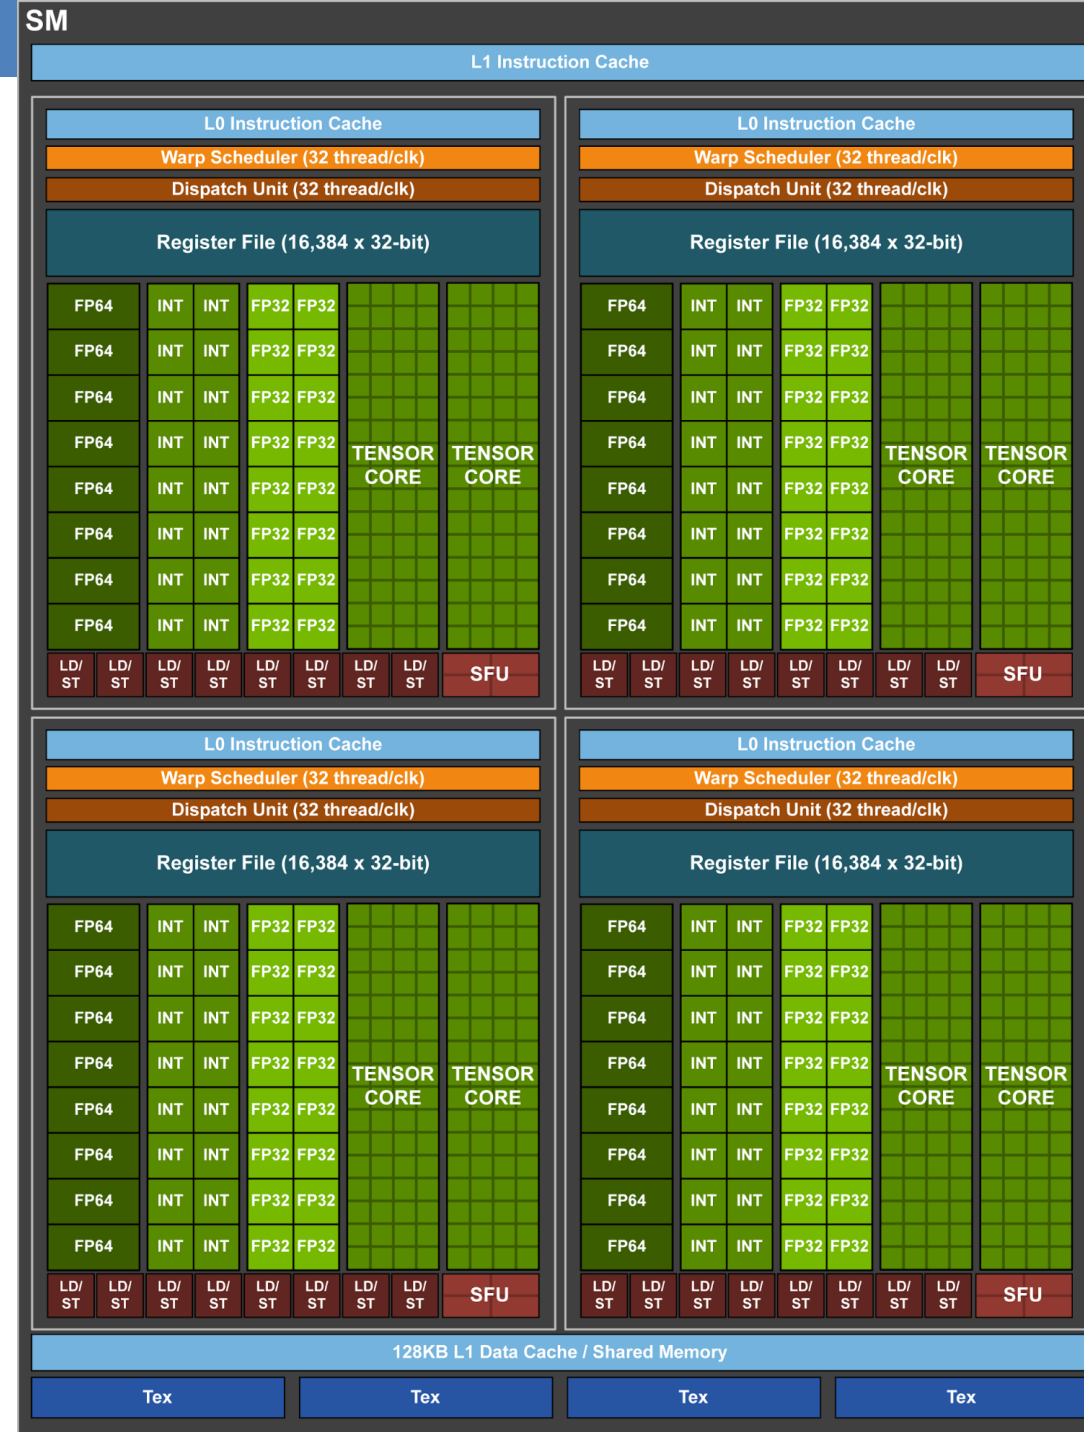 SM
L1 Instruction Cache
L0 Instruction Cache
Warp Scheduler (32 thread/clk)
Dispatch Unit (32 thread/clk)
Register File (16,384 x 32-bit)
FP64 INT INT FP32 FP32
FP64 INT INT FP32 FP32
FP64 INT INT FP32 FP32
FP64 INT INT FP32 FP32
FP64 INT INT FP32 FP32
FP64 INT INT FP32 FP32
FP64 INT INT FP32 FP32
FP64 INT INT FP32 FP32
TENSOR TENSOR
CORE CORE
LD/ LD/ LD/ LD/ LD/ LD/ LD/ LD/
ST ST ST ST ST ST ST ST
SFU
L0 Instruction Cache
Warp Scheduler (32 thread/clk)
Dispatch Unit (32 thread/clk)
Register File (16,384 x 32-bit)
FP64 INT INT FP32 FP32
FP64 INT INT FP32 FP32
FP64 INT INT FP32 FP32
FP64 INT INT FP32 FP32
FP64 INT INT FP32 FP32
FP64 INT INT FP32 FP32
FP64 INT INT FP32 FP32
FP64 INT INT FP32 FP32
TENSOR TENSOR
CORE CORE
LD/ LD/ LD/ LD/ LD/ LD/ LD/ LD/
ST ST ST ST ST ST ST ST
SFU
L0 Instruction Cache
Warp Scheduler (32 thread/clk)
Dispatch Unit (32 thread/clk)
Register File (16,384 x 32-bit)
FP64 INT INT FP32 FP32
FP64 INT INT FP32 FP32
FP64 INT INT FP32 FP32
FP64 INT INT FP32 FP32
FP64 INT INT FP32 FP32
FP64 INT INT FP32 FP32
FP64 INT INT FP32 FP32
FP64 INT INT FP32 FP32
TENSOR TENSOR
CORE CORE
LD/ LD/ LD/ LD/ LD/ LD/ LD/ LD/
ST ST ST ST ST ST ST ST
SFU
L0 Instruction Cache
Warp Scheduler (32 thread/clk)
Dispatch Unit (32 thread/clk)
Register File (16,384 x 32-bit)
FP64 INT INT FP32 FP32
FP64 INT INT FP32 FP32
FP64 INT INT FP32 FP32
FP64 INT INT FP32 FP32
FP64 INT INT FP32 FP32
FP64 INT INT FP32 FP32
FP64 INT INT FP32 FP32
FP64 INT INT FP32 FP32
TENSOR TENSOR
CORE CORE
LD/ LD/ LD/ LD/ LD/ LD/ LD/ LD/
ST ST ST ST ST ST ST ST
SFU
128KB L1 Data Cache / Shared Memory
Tex Tex Tex Tex